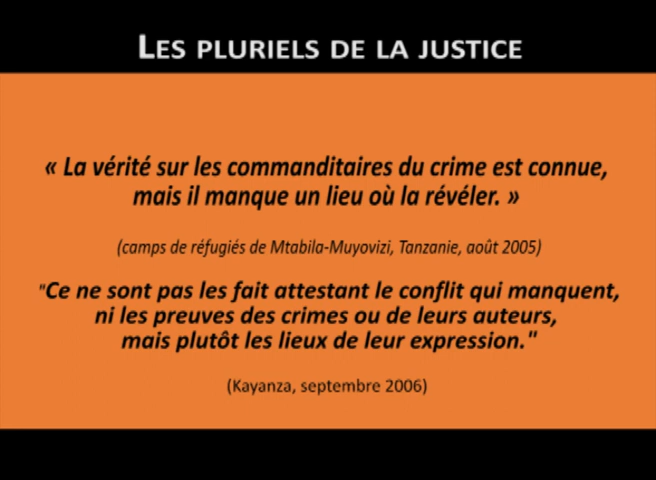 LES PLURIELS DE LA JUSTICE
« La vérité sur les commanditaires du crime est connue,
mais il manque un lieu où la révéler. »
(camps de réfugiés de Mtabila-Muyovizi, Tanzanie, août 2005)
"Ce ne sont pas les fait attestant le conflit qui manquent,
ni les preuves des crimes ou de leurs auteurs,
mais plutôt les lieux de leur expression."
(Kayanza, septembre 2006)